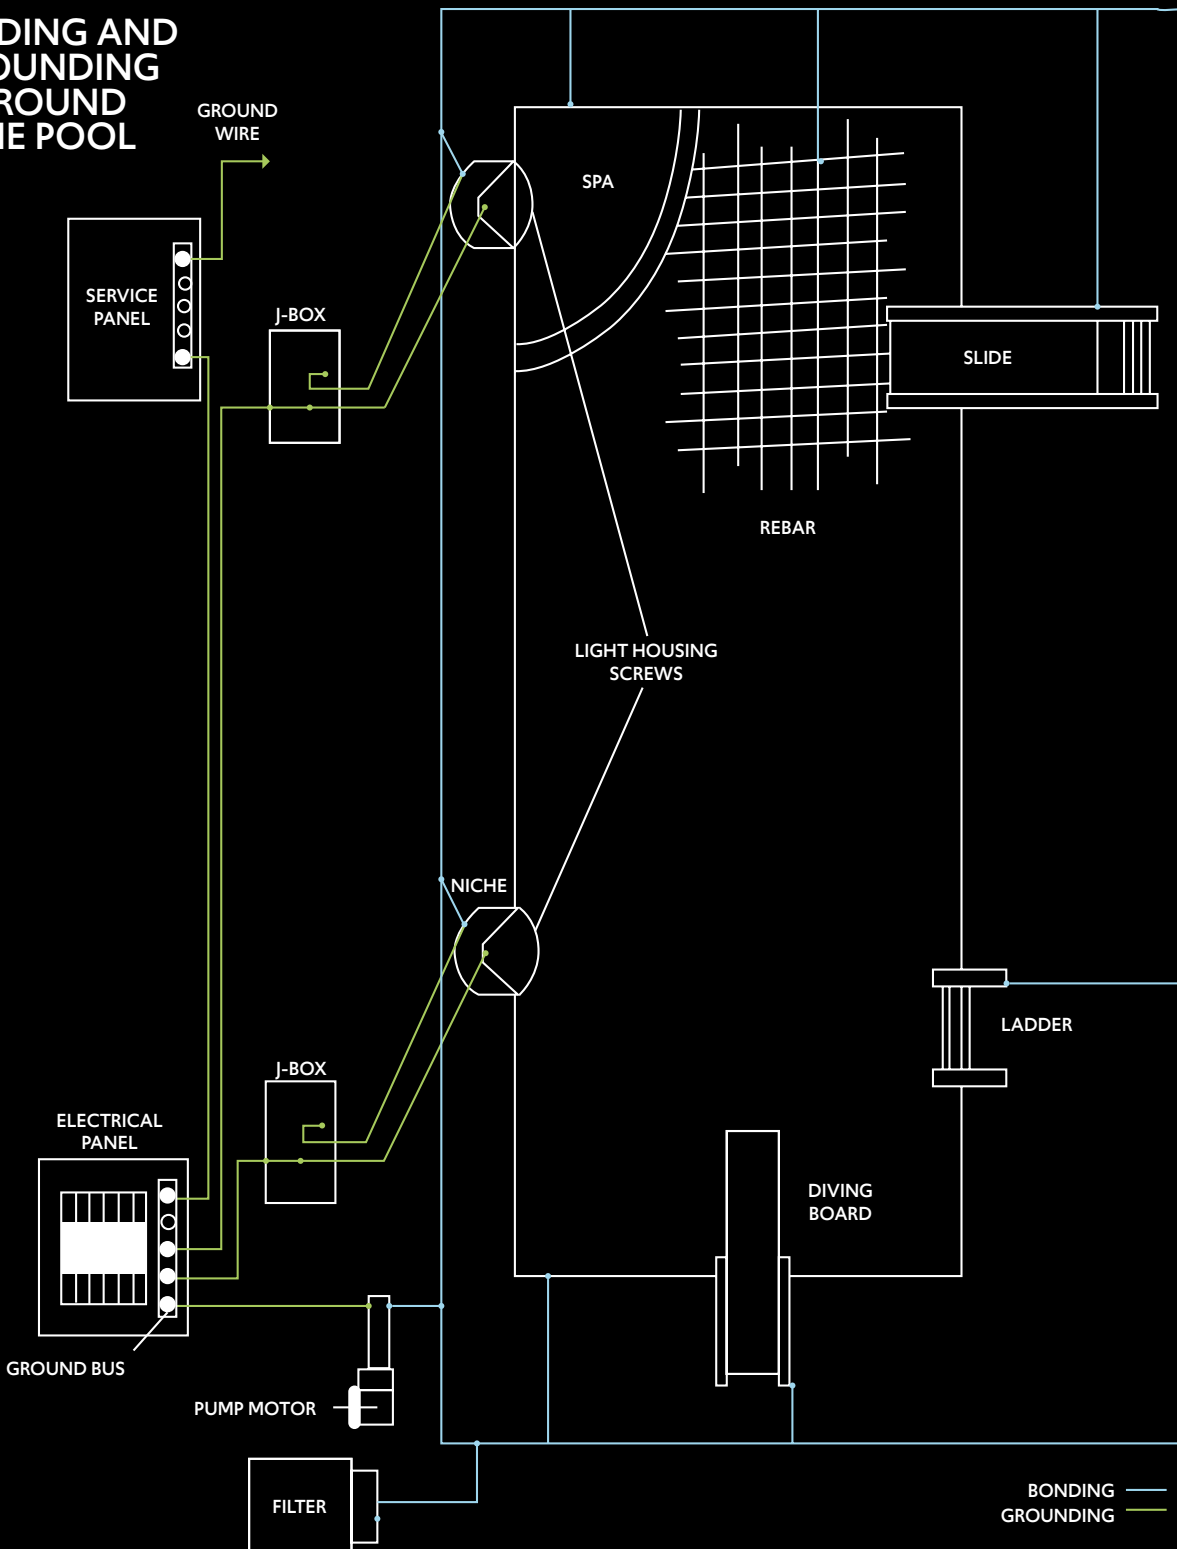 DING AND
OUNDING
ROUND
HE POOL
GROUND
WIRE
SPA
SERVICE
PANEL
J-BOX
SLIDE
REBAR
LIGHT HOUSING
SCREWS
NICHE
LADDER
J-BOX
ELECTRICAL
PANEL
DIVING
BOARD
GROUND BUS
PUMP MOTOR
FILTER
BONDING
GROUNDING